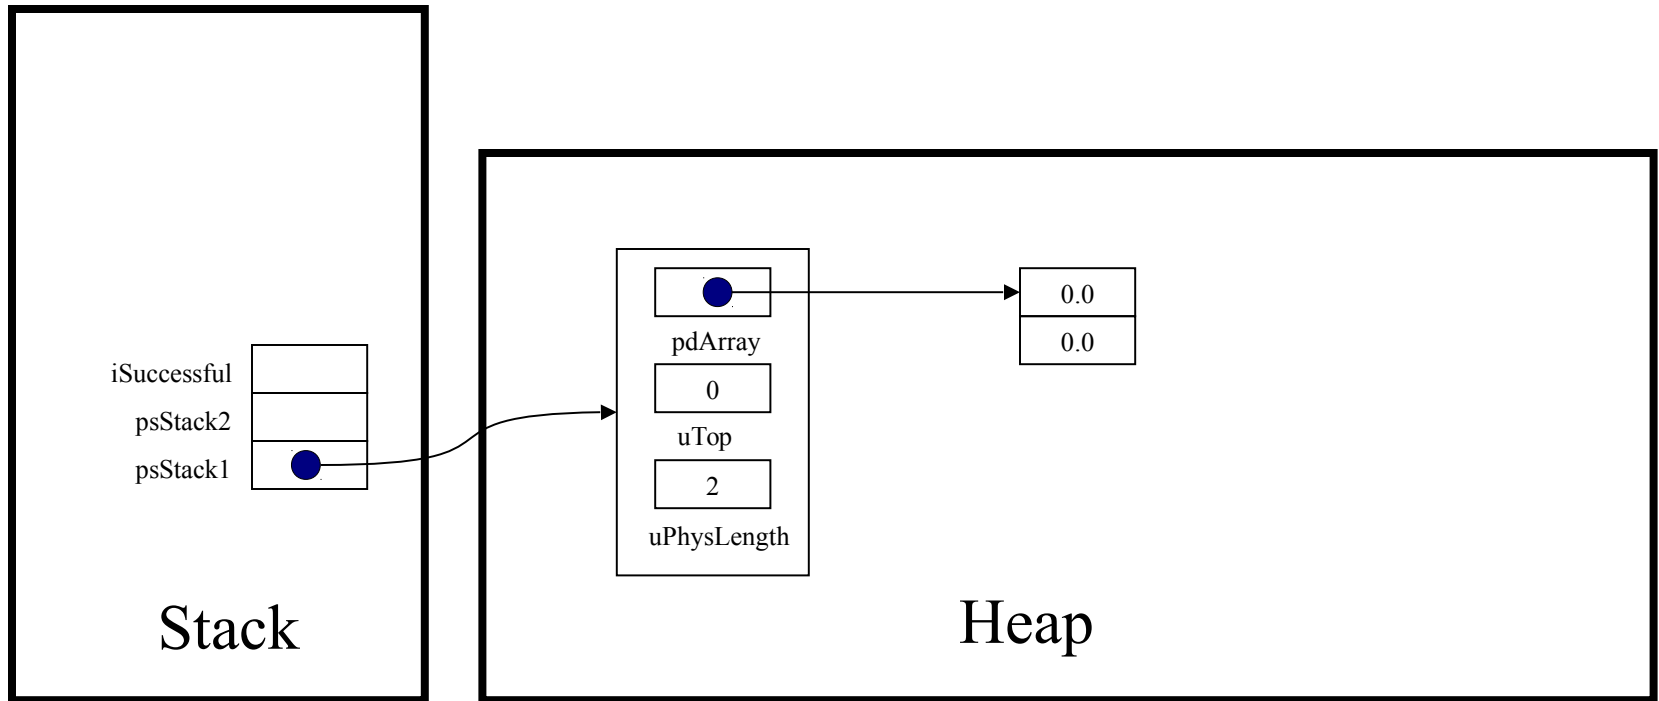 iSuccessful
psStack2
psStack1
Stack
pdArray
0
uTop
2
uPhysLength
0.0
0.0
Heap